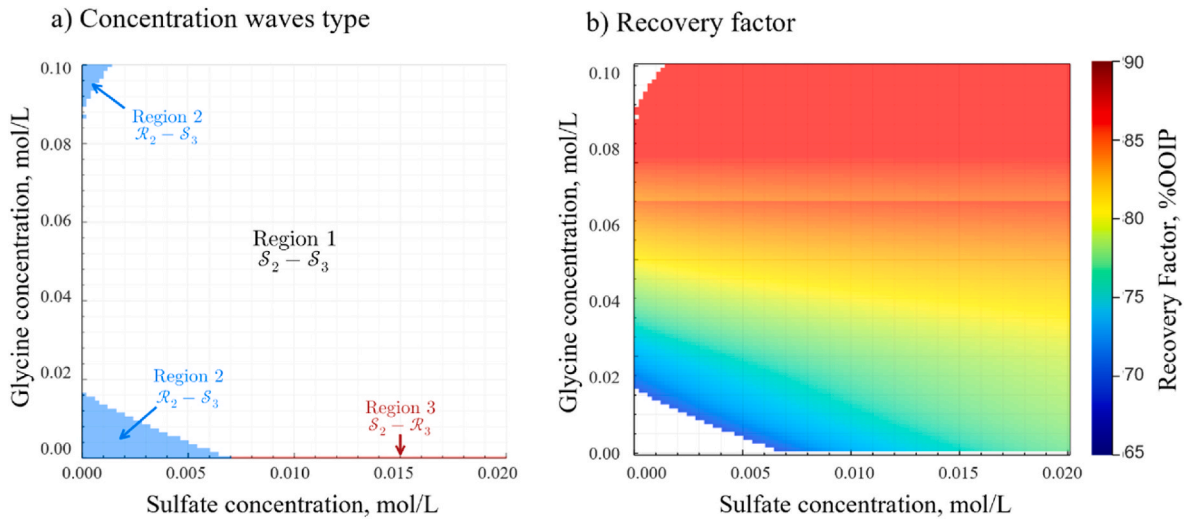 a) Concentration waves type
Glycine concentration, mol/L
0.10
0.08
0.06
0.04
0.02
0.00
Region 2
ℛ₂ − 𝒮₃
Region 1
𝒮₂ − 𝒮₃
Region 2
ℛ₂ − 𝒮₃
Region 3
𝒮₂ − ℛ₃
0.000
0.005
0.010
0.015
0.020
Sulfate concentration, mol/L
b) Recovery factor
Glycine concentration, mol/L
0.10
0.08
0.06
0.04
0.02
0.00
0.000
0.005
0.010
0.015
0.020
Sulfate concentration, mol/L
90
85
80
75
70
65
Recovery Factor, %OOIP